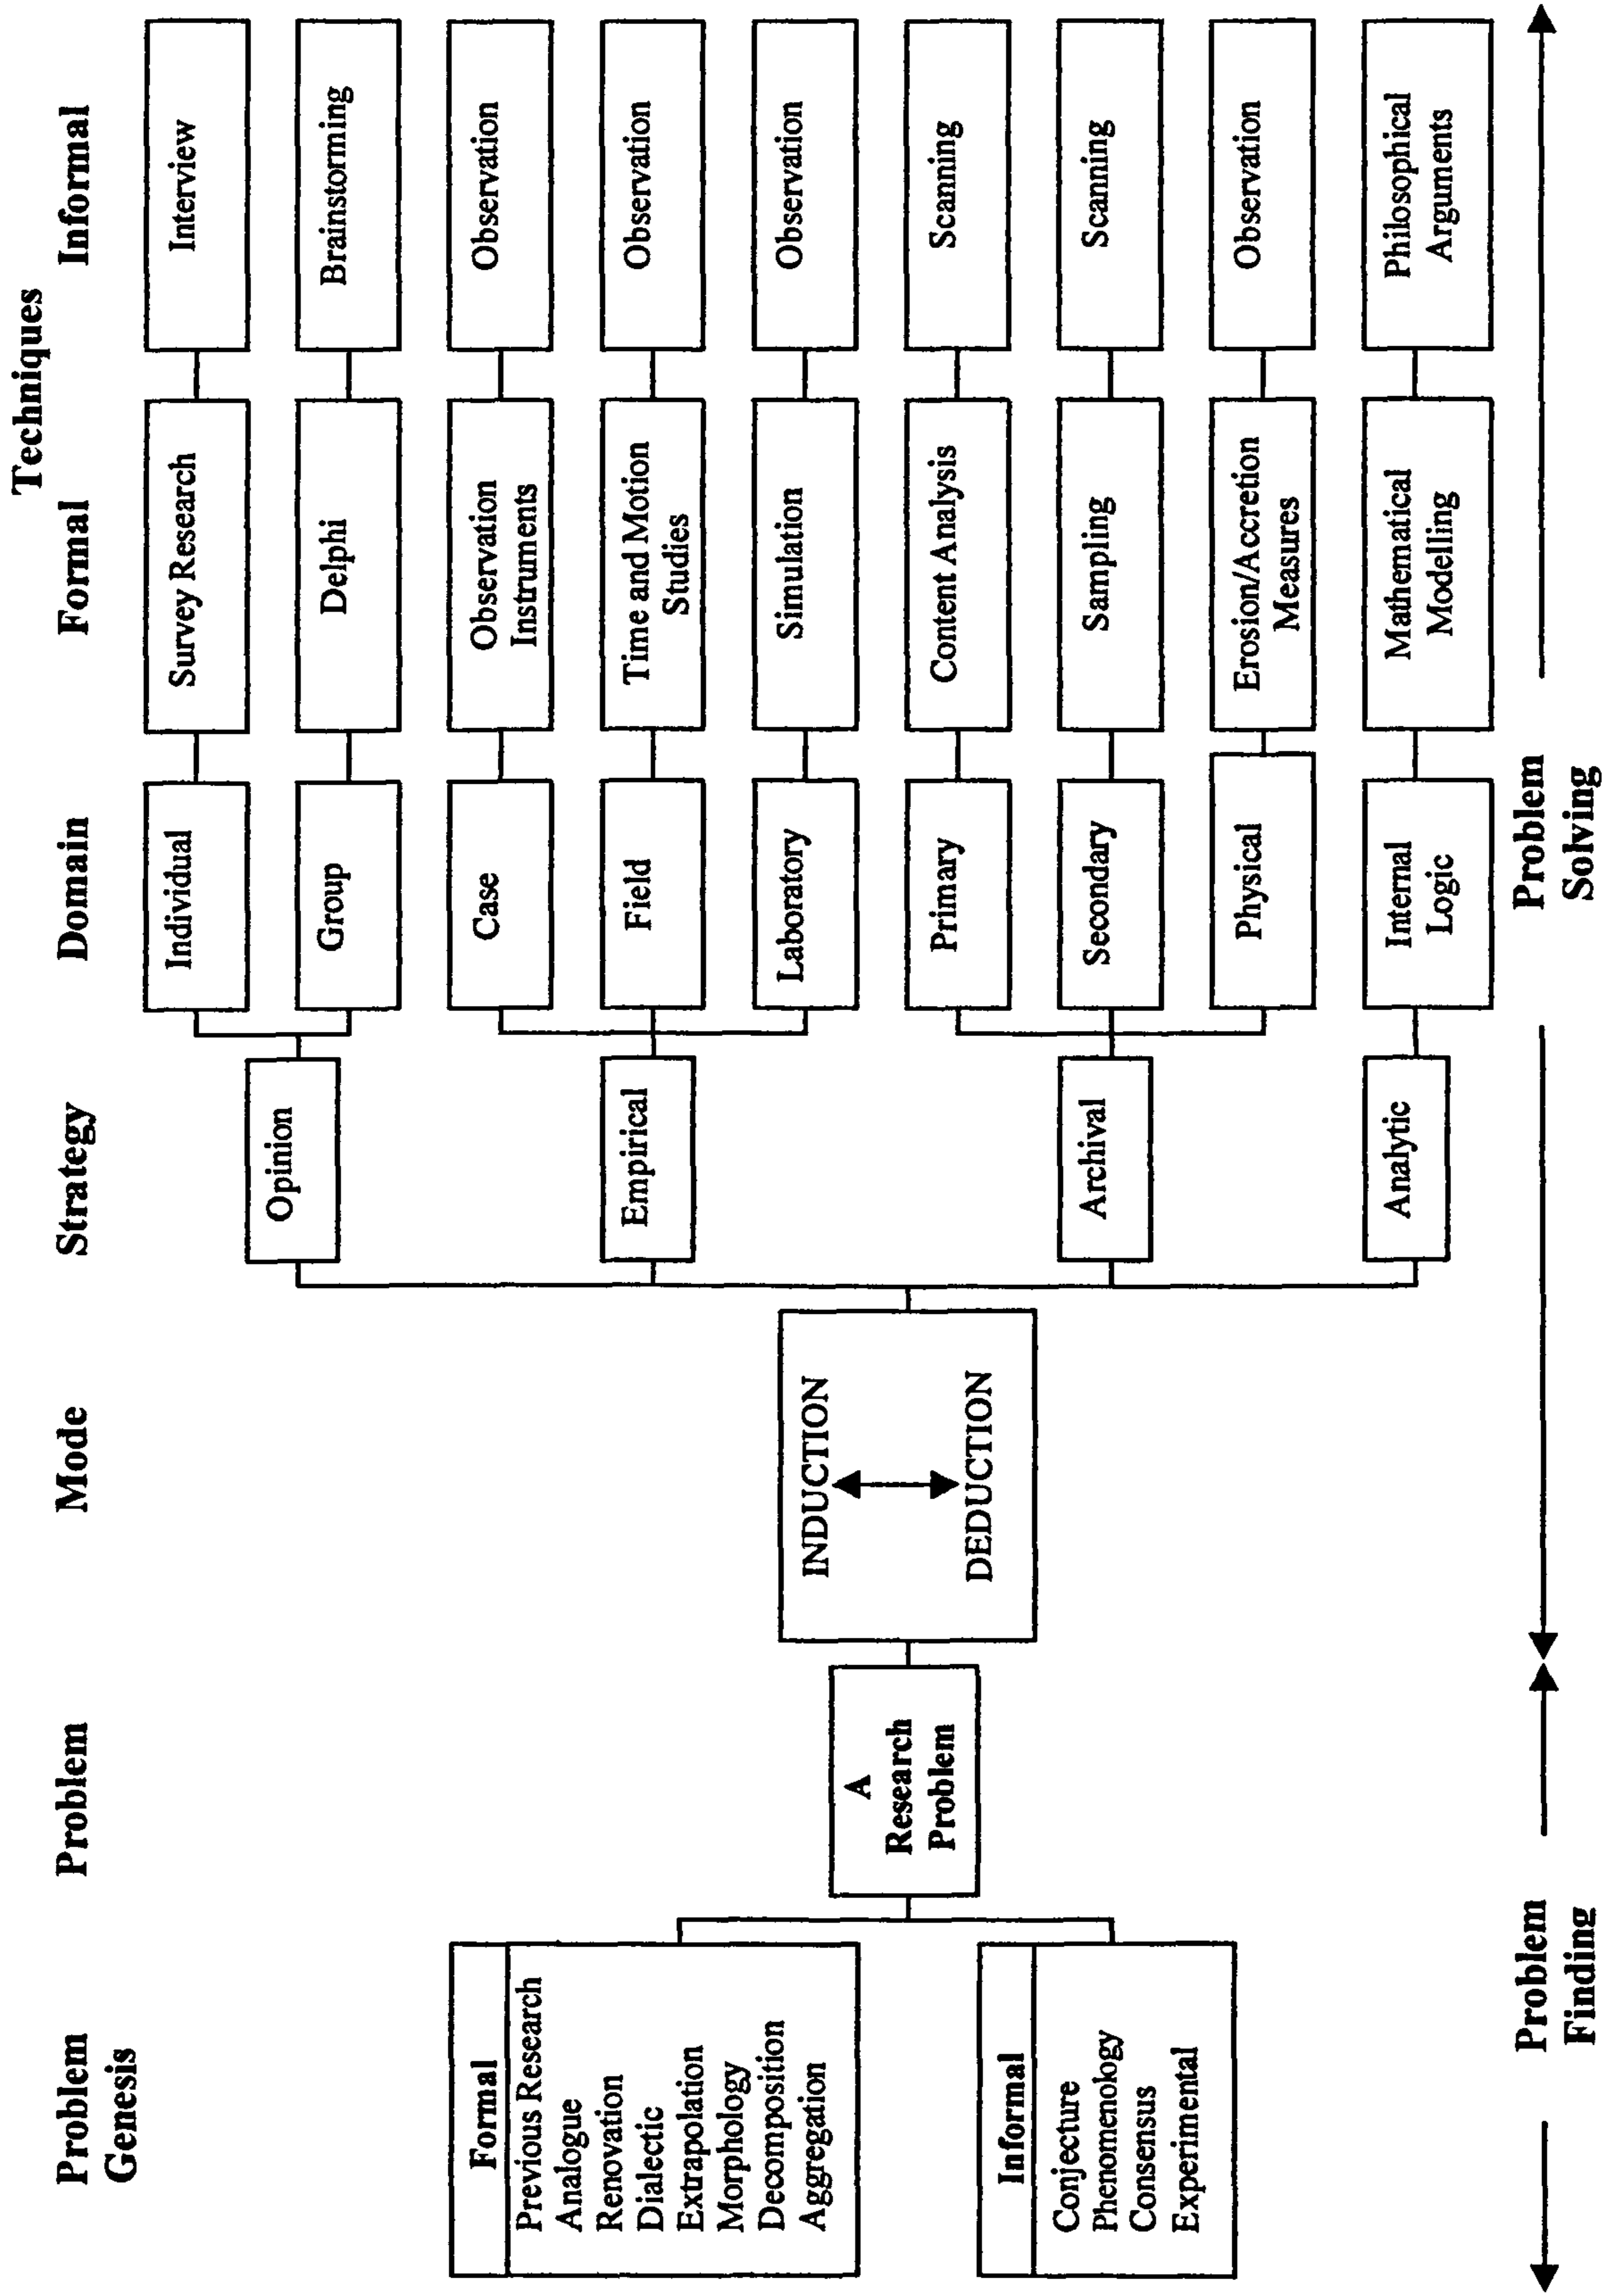 Techniques
Problem
Genesis
Problem
Mode
Strategy
Domain
Formal
Informal
Formal
Previous Research
Analogue
Renovation
Dialectic
Extrapolation
Morphology
Decomposition
Aggregation
Informal
Conjecture
Phenomenology
Consensus
Experimental
A
Research
Problem
INDUCTION
DEDUCTION
Opinion
Empirical
Archival
Analytic
Individual
Survey Research
Interview
Group
Delphi
Brainstorming
Case
Observation
Instruments
Observation
Field
Time and Motion
Studies
Observation
Laboratory
Simulation
Observation
Primary
Content Analysis
Scanning
Secondary
Sampling
Scanning
Physical
Erosion/Accretion
Measures
Observation
Internal
Logic
Mathematical
Modelling
Philosophical
Arguments
Problem
Finding
Problem
Solving